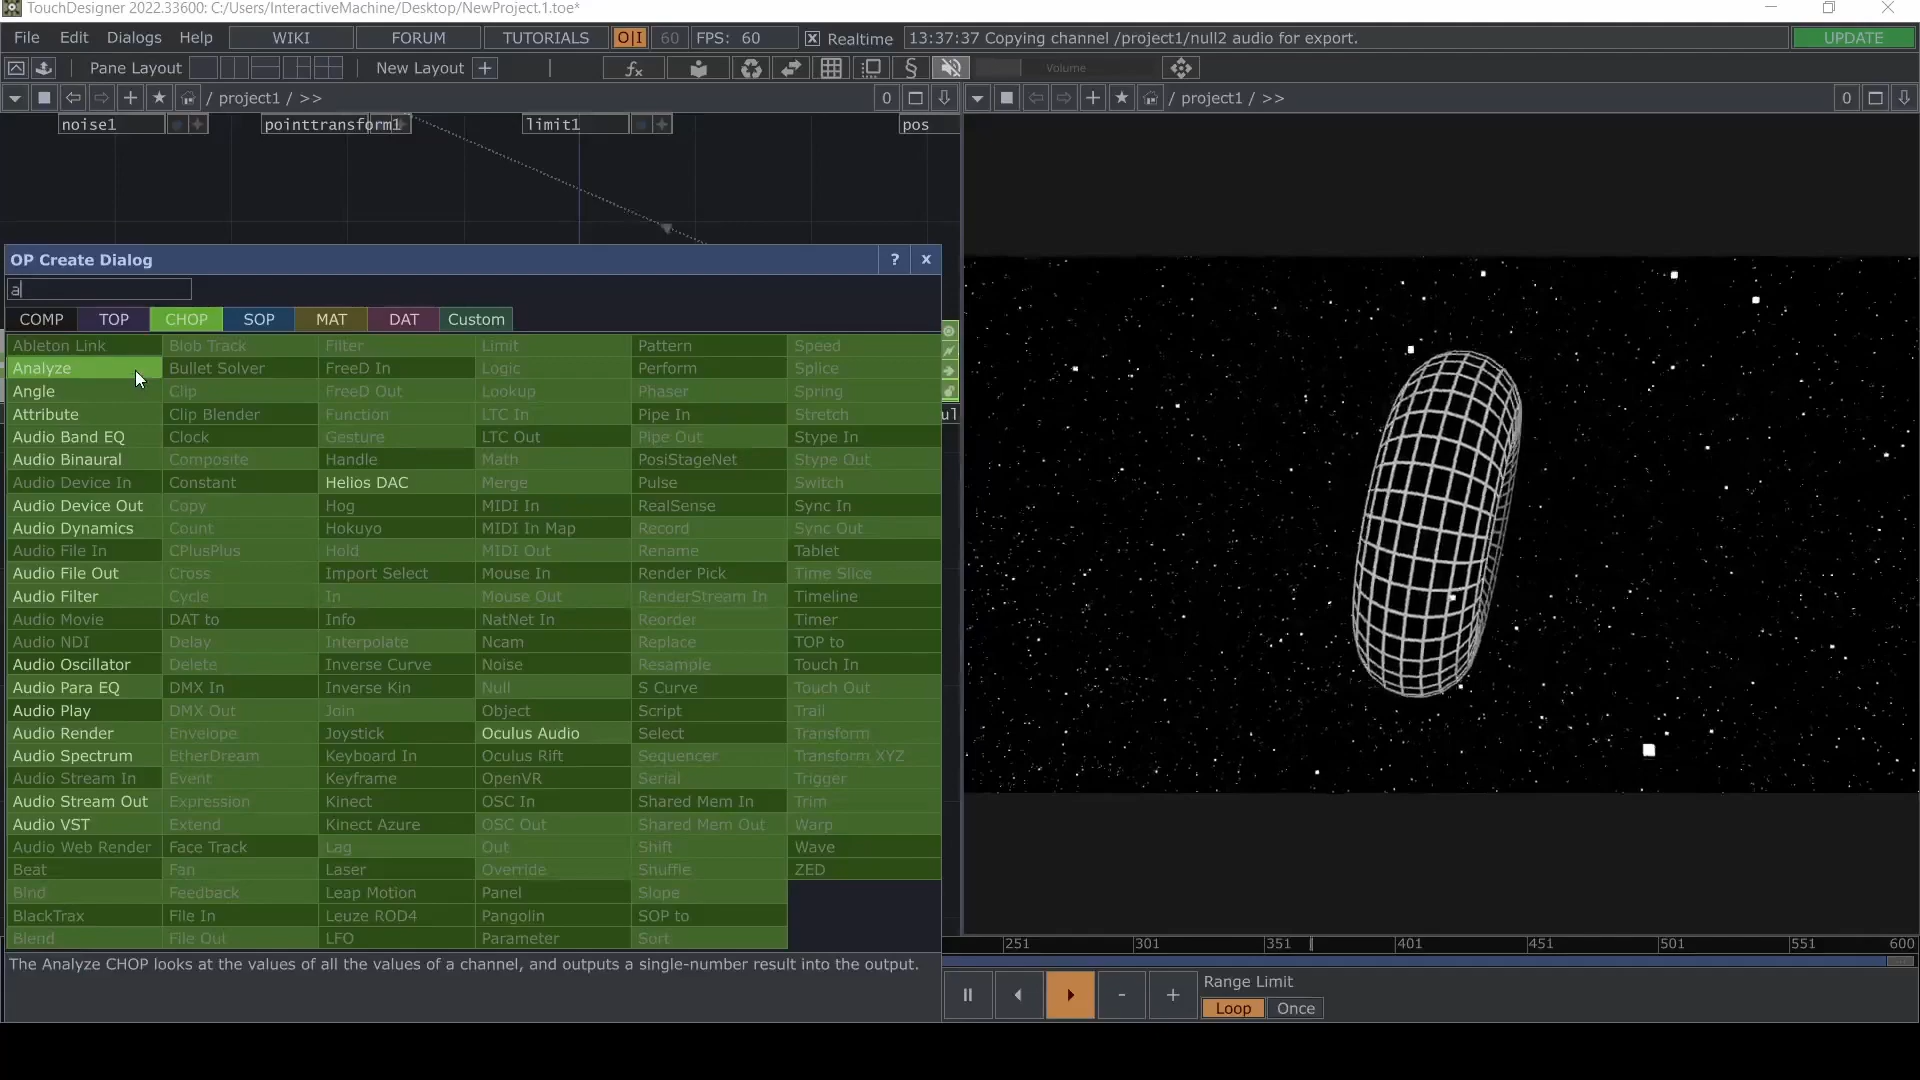 TouchDesigner 2022.33600: C:/Users/InteractiveMachine/Desktop/NewProject.1.toe*
File Edit Dialogs Help WIKI FORUM TUTORIALS O|I 60 FPS: 60 Realtime 13:37:37 Copying channel /project1/null2 audio for export. UPDATE
Pane Layout New Layout + Volume
/ project1 / >> 0 / project1 / >> 0
noise1 pointtransform1 limit1 pos
OP Create Dialog ? x
a
COMP TOP CHOP SOP MAT DAT Custom
Ableton Link Blob Track Filter Limit Pattern Speed
Analyze Bullet Solver FreeD In Logic Perform Splice
Angle Clip FreeD Out Lookup Phaser Spring
Attribute Clip Blender Function LTC In Pipe In Stretch
Audio Band EQ Clock Gesture LTC Out Pipe Out Stype In
Audio Binaural Composite Handle Math PosiStageNet Stype Out
Audio Device In Constant Helios DAC Merge Pulse Switch
Audio Device Out Copy Hog MIDI In RealSense Sync In
Audio Dynamics Count Hokuyo MIDI In Map Record Sync Out
Audio File In CPlusPlus Hold MIDI Out Rename Tablet
Audio File Out Cross Import Select Mouse In Render Pick Time Slice
Audio Filter Cycle In Mouse Out RenderStream In Timeline
Audio Movie DAT to Info NatNet In Reorder Timer
Audio NDI Delay Interpolate Ncam Replace TOP to
Audio Oscillator Delete Inverse Curve Noise Resample Touch In
Audio Para EQ DMX In Inverse Kin Null S Curve Touch Out
Audio Play DMX Out Join Object Script Trail
Audio Render Envelope Joystick Oculus Audio Select Transform
Audio Spectrum EtherDream Keyboard In Oculus Rift Sequencer Transform XYZ
Audio Stream In Event Keyframe OpenVR Serial Trigger
Audio Stream Out Expression Kinect OSC In Shared Mem In Trim
Audio VST Extend Kinect Azure OSC Out Shared Mem Out Warp
Audio Web Render Face Track Lag Out Shift Wave
Beat Fan Laser Override Shuffle ZED
Bind Feedback Leap Motion Panel Slope
BlackTrax File In Leuze ROD4 Pangolin SOP to
Blend File Out LFO Parameter Sort
The Analyze CHOP looks at the values of all the values of a channel, and outputs a single-number result into the output.
ul
251 301 351 401 451 501 551 600
- + Range Limit
Loop Once